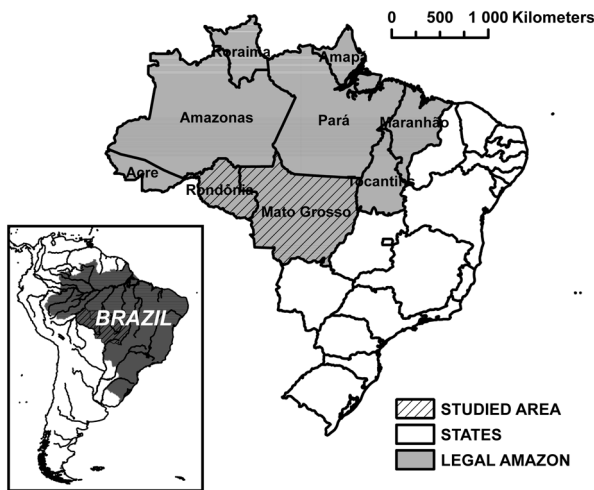 0 500 1 000 Kilometers
Roraima
Amapá
Amazonas
Pará
Maranhão
Acre
Rondônia
Tocantins
Mato Grosso
BRAZIL
STUDIED AREA
STATES
LEGAL AMAZON